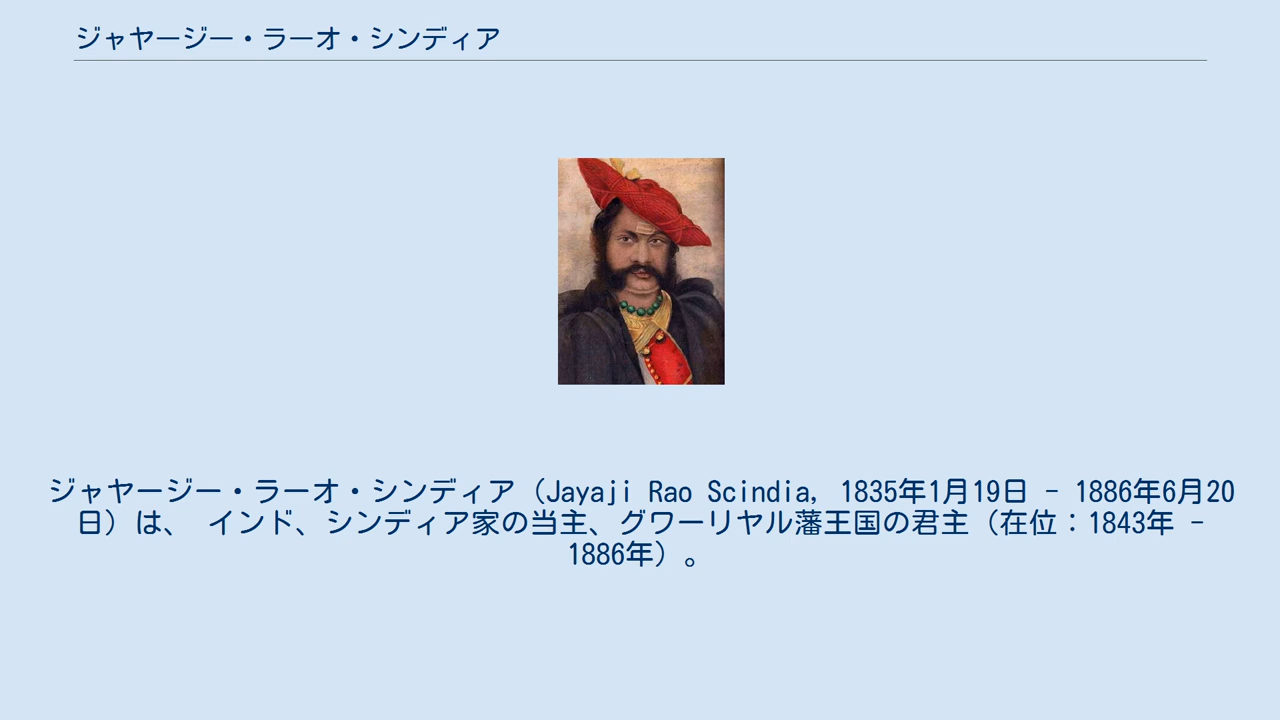 ジャヤージー・ラーオ・シンディア
ジャヤージー・ラーオ・シンディア（Jayaji Rao Scindia, 1835年1月19日 - 1886年6月20
日）は、 インド、シンディア家の当主、グワーリヤル藩王国の君主（在位：1843年 -
1886年）。